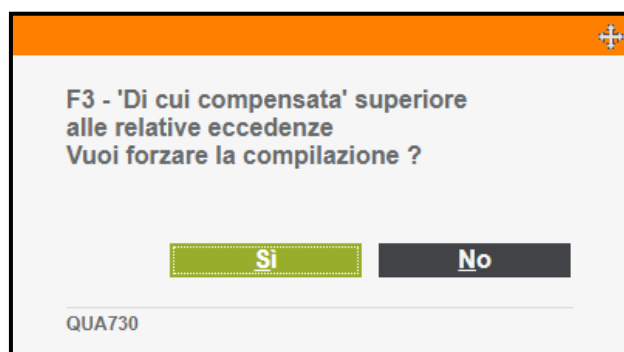 F3 - 'Di cui compensata' superiore
alle relative eccedenze
Vuoi forzare la compilazione ?
Sì
No
QUA730